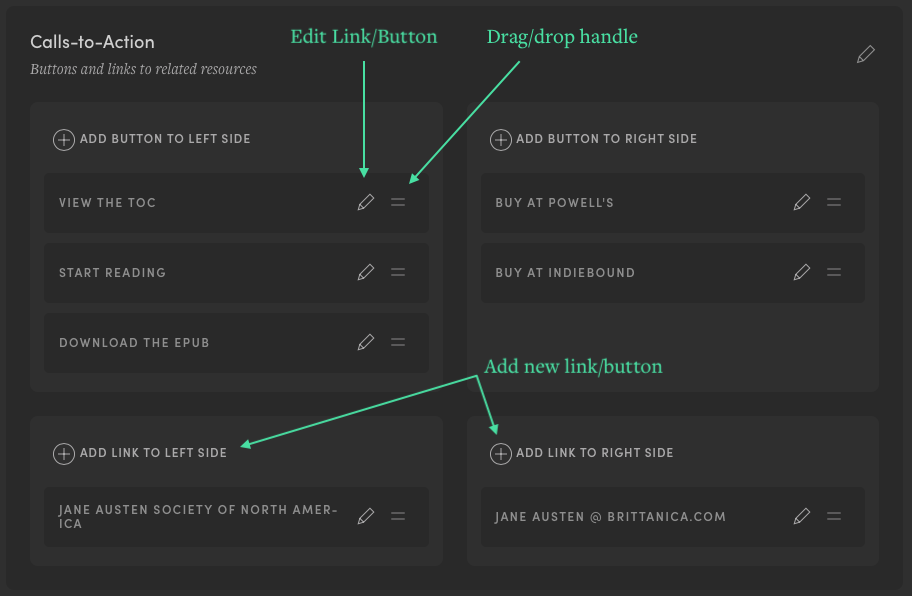 Calls-to-Action
Buttons and links to related resources
Edit Link/Button
Drag/drop handle
ADD BUTTON TO LEFT SIDE
VIEW THE TOC
START READING
DOWNLOAD THE EPUB
ADD BUTTON TO RIGHT SIDE
BUY AT POWELL'S
BUY AT INDIEBOUND
Add new link/button
ADD LINK TO LEFT SIDE
JANE AUSTEN SOCIETY OF NORTH AMER-
ICA
ADD LINK TO RIGHT SIDE
JANE AUSTEN @ BRITTANICA.COM